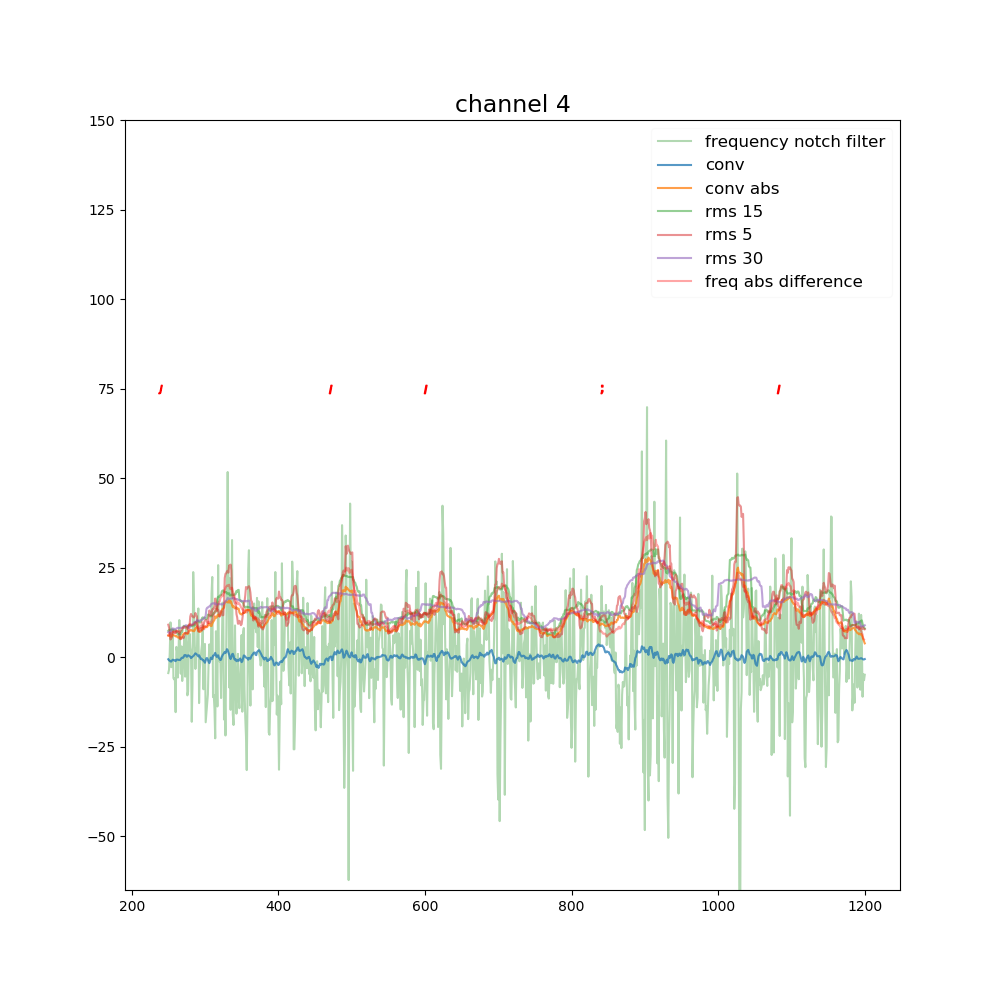 channel 4
150
125
100
75
50
25
0
−25
−50
frequency notch filter
conv
conv abs
rms 15
rms 5
rms 30
freq abs difference
J / / ; /
200 400 600 800 1000 1200